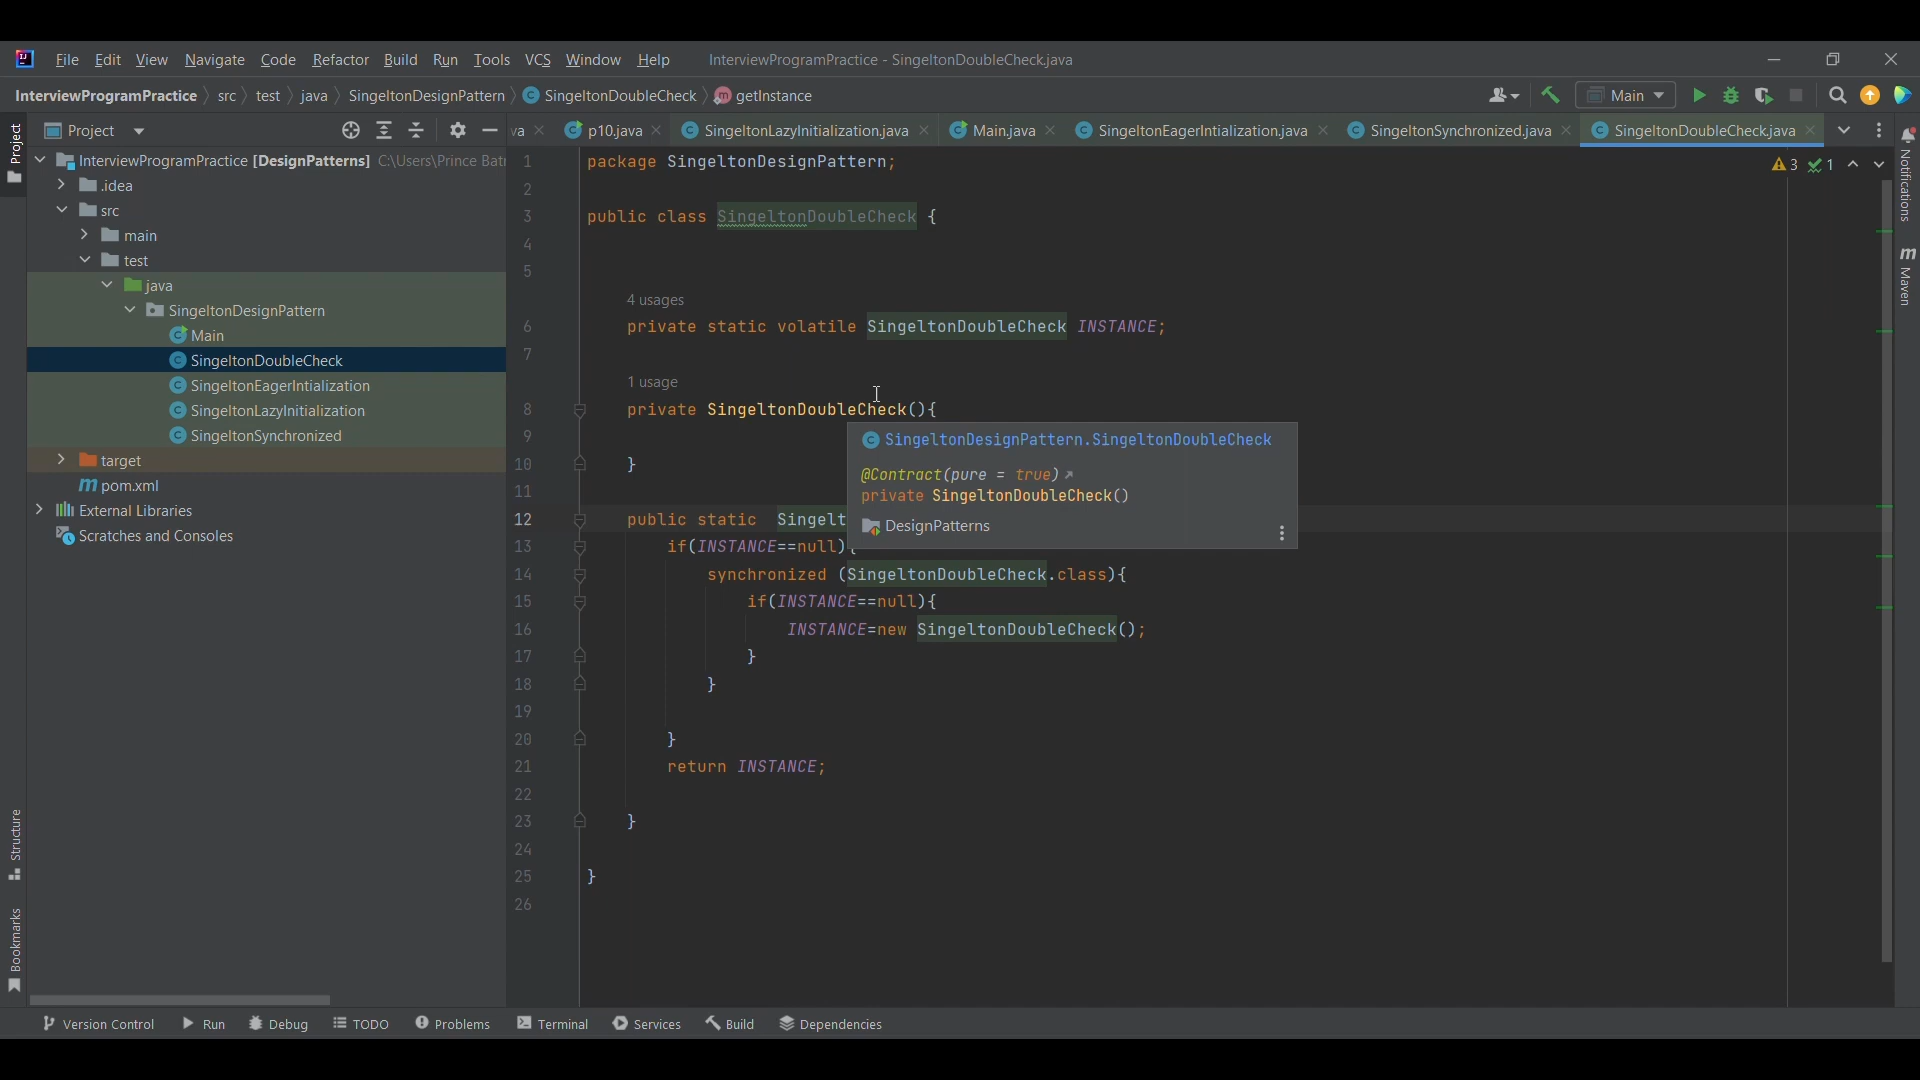 File Edit View Navigate Code Refactor Build Run Tools VCS Window Help InterviewProgramPractice - SingeltonDoubleCheck.java
InterviewProgramPractice src test java SingeltonDesignPattern SingeltonDoubleCheck getInstance Main
Project
va p10.java SingeltonLazyInitialization.java Main.java SingeltonEagerIntialization.java SingeltonSynchronized.java SingeltonDoubleCheck.java
Project
InterviewProgramPractice [DesignPatterns] C:\Users\Prince Batr
.idea
src
main
test
java
SingeltonDesignPattern
Main
SingeltonDoubleCheck
SingeltonEagerIntialization
SingeltonLazyInitialization
SingeltonSynchronized
target
pom.xml
External Libraries
Scratches and Consoles
3 1
1 package SingeltonDesignPattern;
2
3 public class SingeltonDoubleCheck {
4
5
4 usages
6 private static volatile SingeltonDoubleCheck INSTANCE;
7
1 usage
8 private SingeltonDoubleCheck(){
9
10 }
11
12 public static Singelt
13 if(INSTANCE==null){
14 synchronized (SingeltonDoubleCheck.class){
15 if(INSTANCE==null){
16 INSTANCE=new SingeltonDoubleCheck();
17 }
18 }
19
20 }
21 return INSTANCE;
22
23 }
24
25 }
26
SingeltonDesignPattern.SingeltonDoubleCheck
@Contract(pure = true)
private SingeltonDoubleCheck()
DesignPatterns
Notifications
Maven
Structure
Bookmarks
Version Control Run Debug TODO Problems Terminal Services Build Dependencies